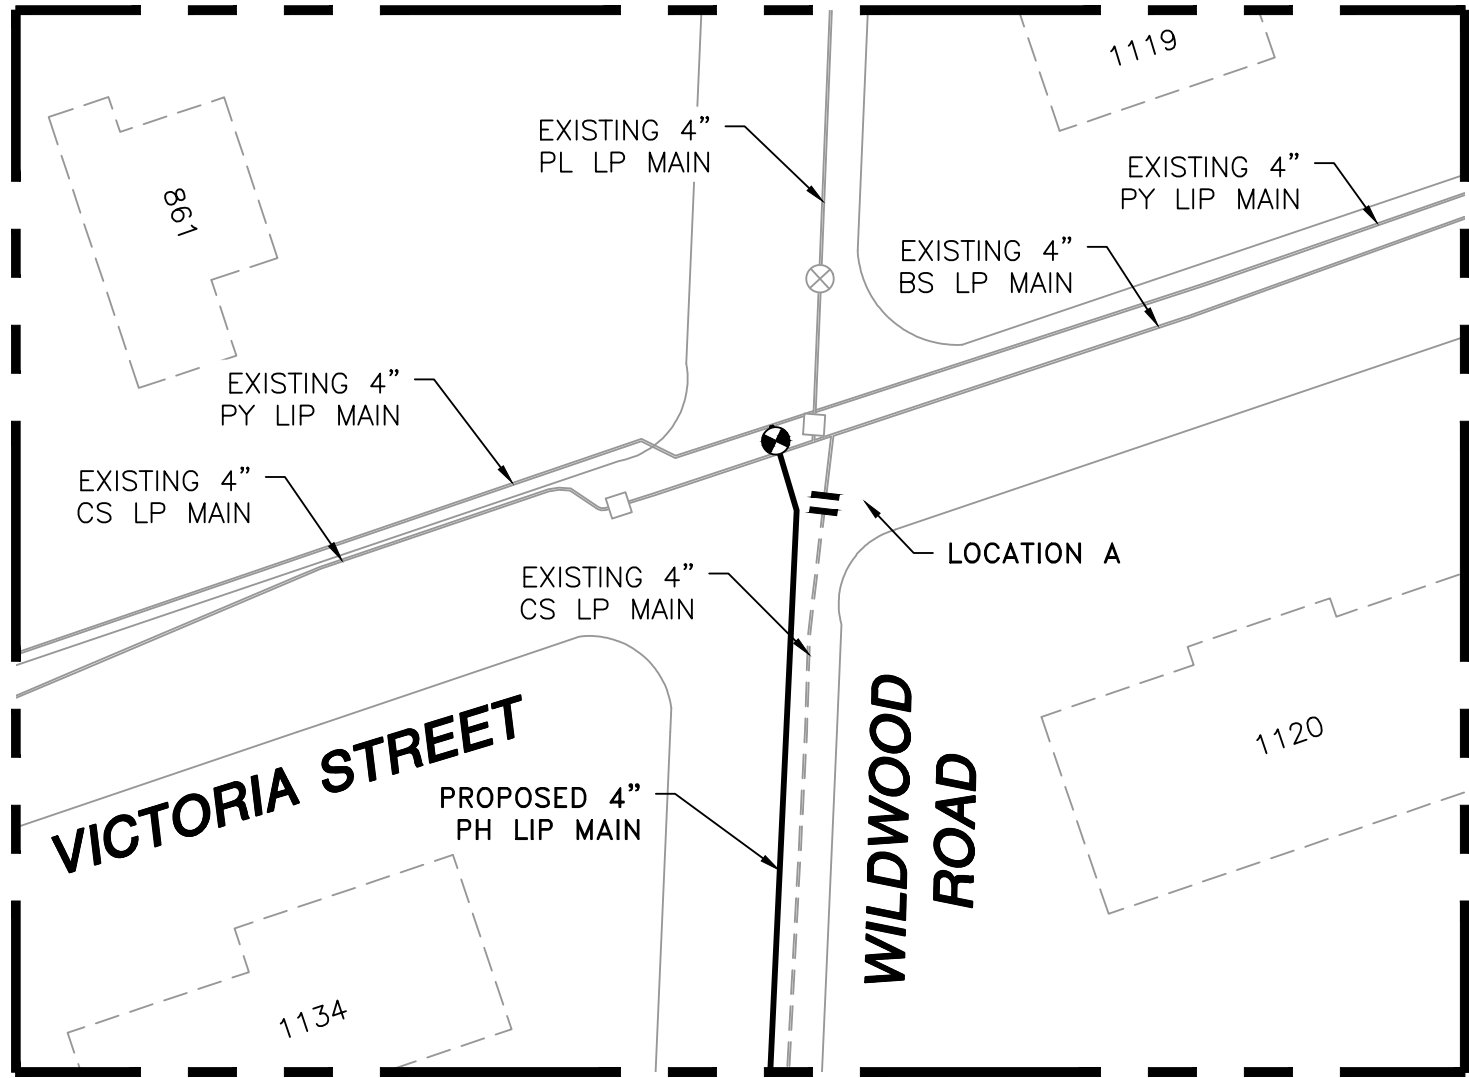 1119
EXISTING 4”
PL LP MAIN
EXISTING 4”
PY LIP MAIN
861
EXISTING 4”
BS LP MAIN
EXISTING 4”
PY LIP MAIN
EXISTING 4”
CS LP MAIN
LOCATION A
EXISTING 4”
CS LP MAIN
WILDWOOD
ROAD
VICTORIA STREET
1120
PROPOSED 4”
PH LIP MAIN
1134